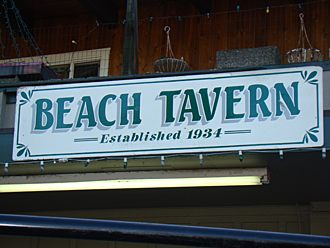 BEACH TAVERN
Established 1934